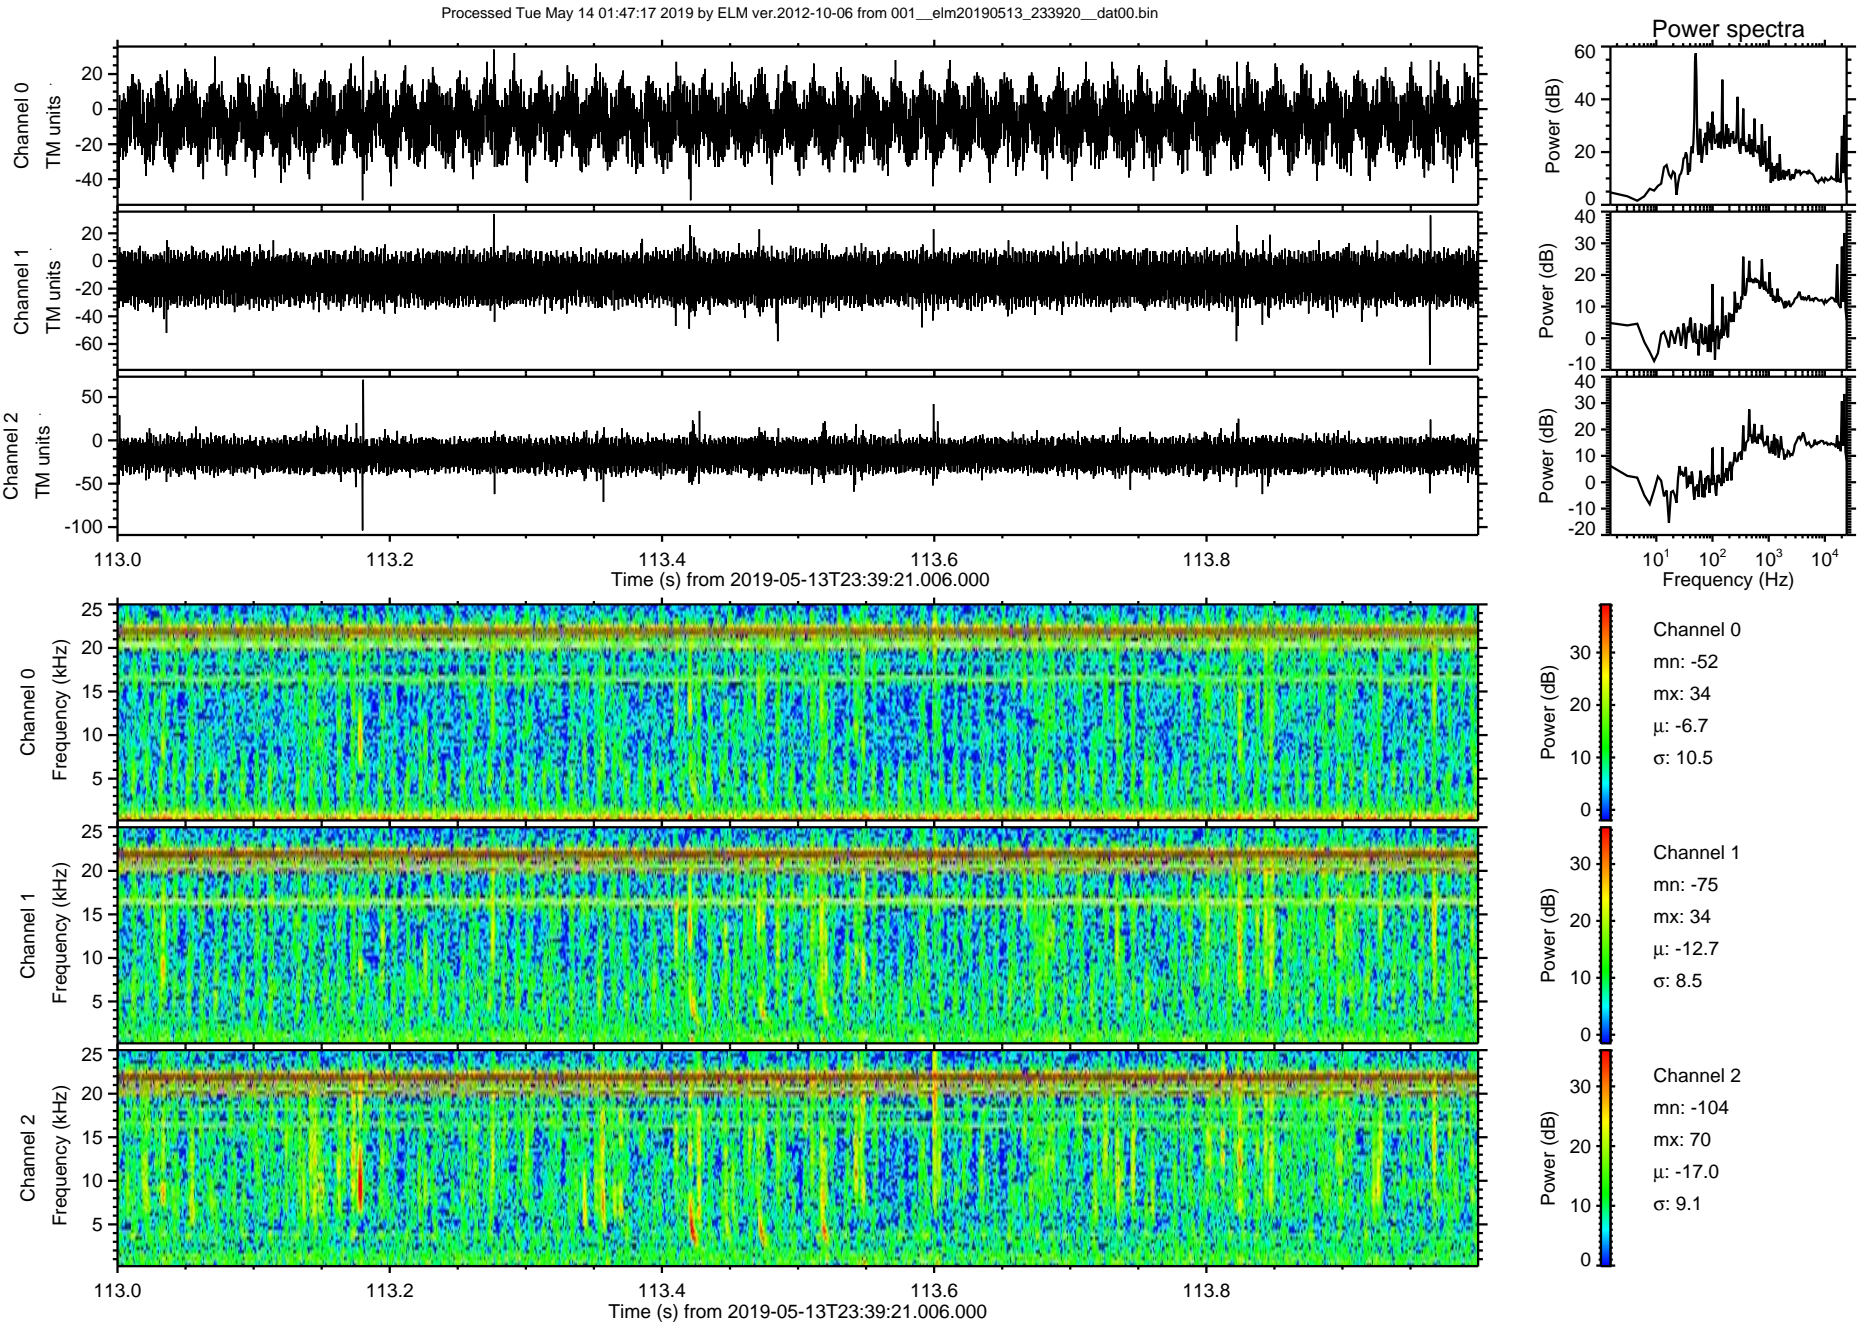 Processed Tue May 14 01:47:17 2019 by ELM ver.2012-10-06 from 001__elm20190513_233920__dat00.bin
Power spectra
Channel 0
TM units
20
0
-20
-40
Power (dB)
60
40
20
0
Channel 1
TM units
20
0
-20
-40
-60
Power (dB)
40
30
20
10
0
-10
Channel 2
TM units
50
0
-50
-100
Power (dB)
40
30
20
10
0
-10
-20
113.0
113.2
113.4
113.6
113.8
Time (s) from 2019-05-13T23:39:21.006.000
10^1
10^2
10^3
10^4
Frequency (Hz)
Channel 0
Frequency (kHz)
25
20
15
10
5
Power (dB)
30
20
10
0
Channel 0
mn: -52
mx: 34
μ: -6.7
σ: 10.5
Channel 1
Frequency (kHz)
25
20
15
10
5
Power (dB)
30
20
10
0
Channel 1
mn: -75
mx: 34
μ: -12.7
σ: 8.5
Channel 2
Frequency (kHz)
25
20
15
10
5
Power (dB)
30
20
10
0
Channel 2
mn: -104
mx: 70
μ: -17.0
σ: 9.1
113.0
113.2
113.4
113.6
113.8
Time (s) from 2019-05-13T23:39:21.006.000